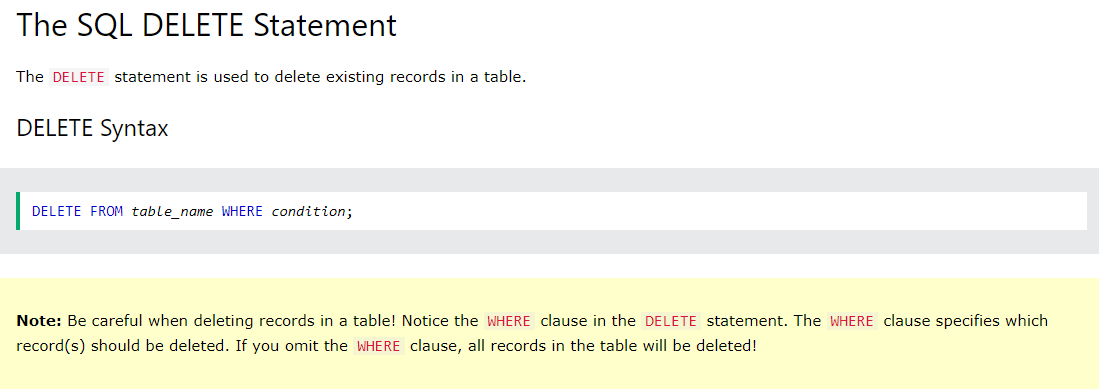 The SQL DELETE Statement
The DELETE statement is used to delete existing records in a table.
DELETE Syntax
DELETE FROM table_name WHERE condition;
Note: Be careful when deleting records in a table! Notice the WHERE clause in the DELETE statement. The WHERE clause specifies which
record(s) should be deleted. If you omit the WHERE clause, all records in the table will be deleted!